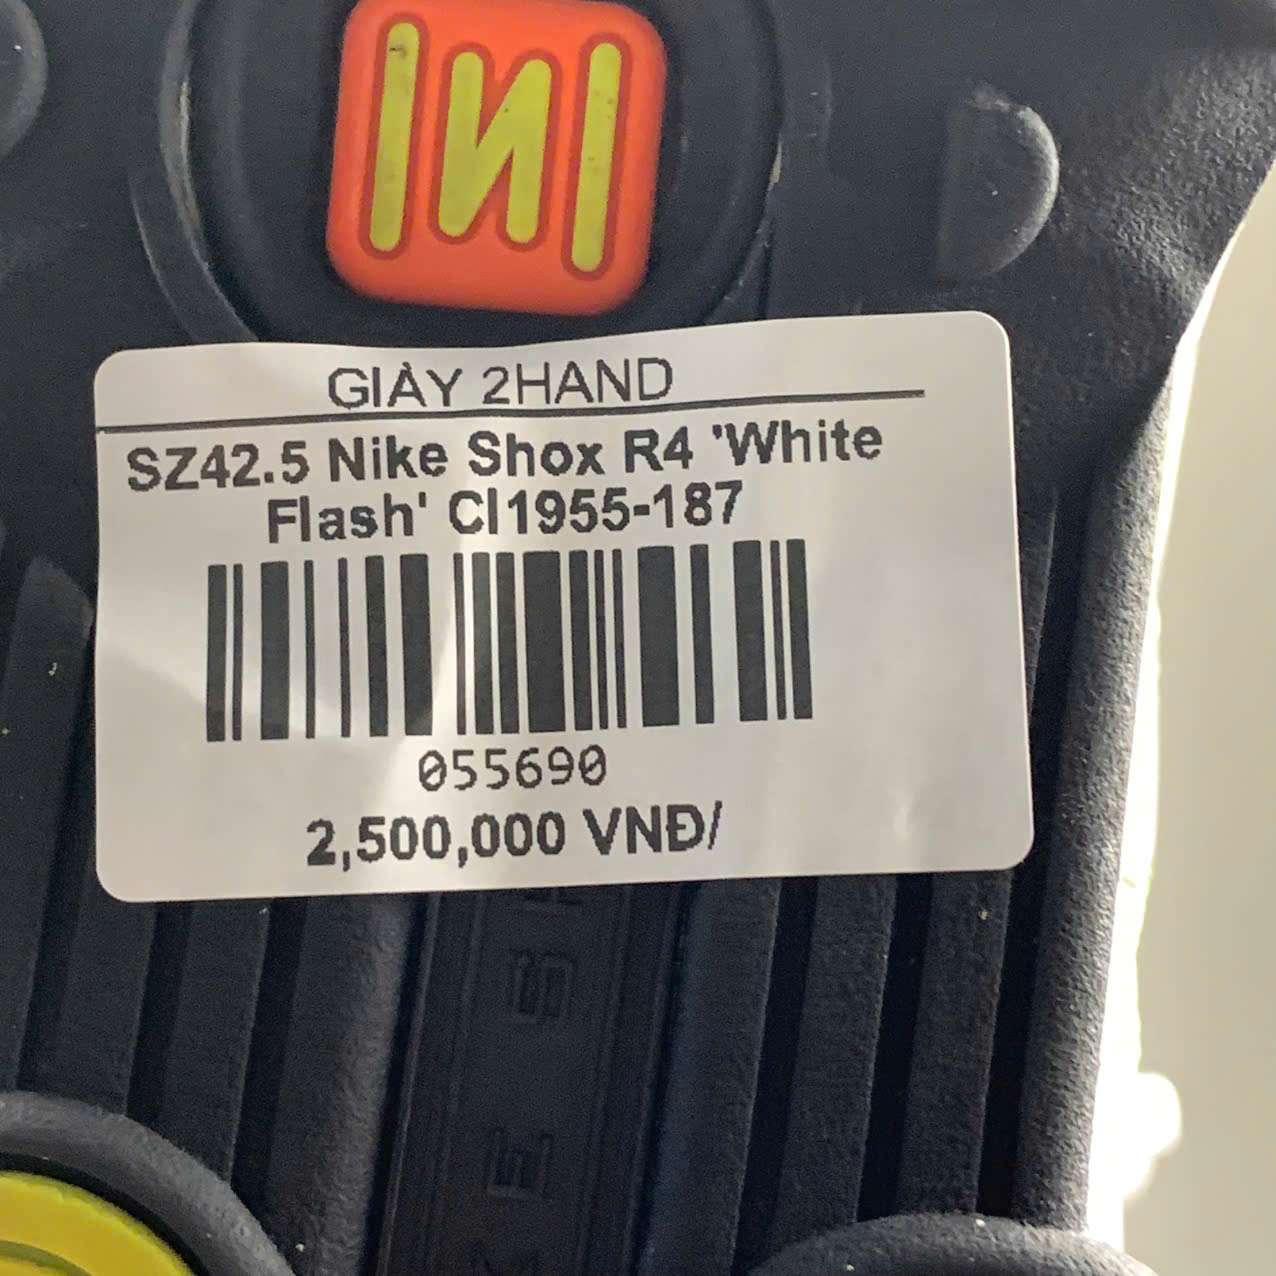 GIÀY 2HAND
SZ42.5 Nike Shox R4 'White
Flash' CI1955-187
055690
2,500,000 VNĐ/